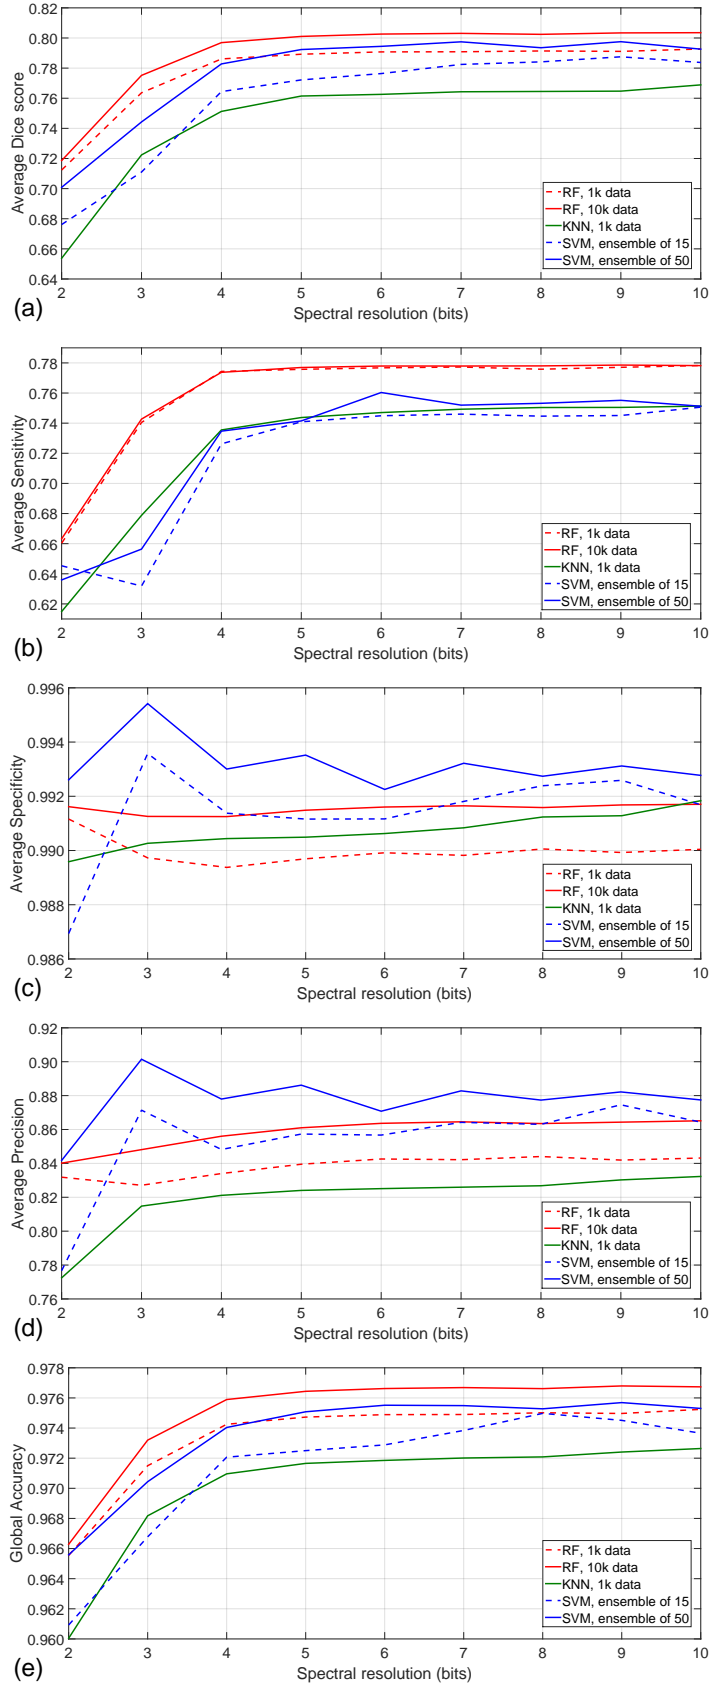 0.82
0.80
0.78
0.76
0.74
0.72
0.70
0.68
0.66
0.64
Average Dice score
RF, 1k data
RF, 10k data
KNN, 1k data
SVM, ensemble of 15
SVM, ensemble of 50
2 3 4 5 6 7 8 9 10
(a) Spectral resolution (bits)
0.78
0.76
0.74
0.72
0.70
0.68
0.66
0.64
0.62
Average Sensitivity
RF, 1k data
RF, 10k data
KNN, 1k data
SVM, ensemble of 15
SVM, ensemble of 50
2 3 4 5 6 7 8 9 10
(b) Spectral resolution (bits)
0.996
0.994
0.992
0.990
0.988
0.986
Average Specificity
RF, 1k data
RF, 10k data
KNN, 1k data
SVM, ensemble of 15
SVM, ensemble of 50
2 3 4 5 6 7 8 9 10
(c) Spectral resolution (bits)
0.92
0.90
0.88
0.86
0.84
0.82
0.80
0.78
0.76
Average Precision
RF, 1k data
RF, 10k data
KNN, 1k data
SVM, ensemble of 15
SVM, ensemble of 50
2 3 4 5 6 7 8 9 10
(d) Spectral resolution (bits)
0.978
0.976
0.974
0.972
0.970
0.968
0.966
0.964
0.962
0.960
Global Accuracy
RF, 1k data
RF, 10k data
KNN, 1k data
SVM, ensemble of 15
SVM, ensemble of 50
2 3 4 5 6 7 8 9 10
(e) Spectral resolution (bits)